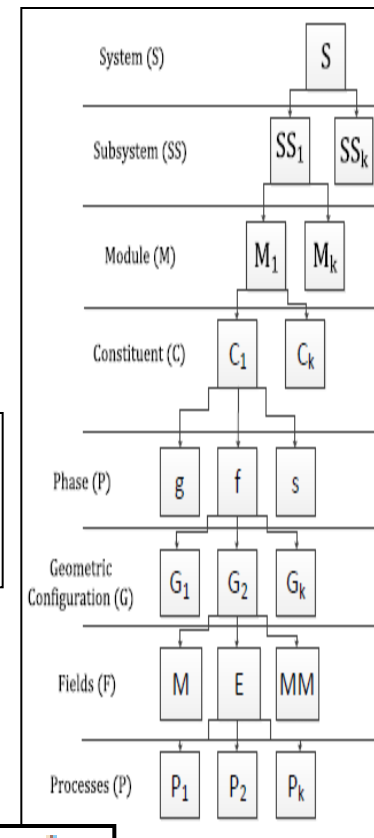 System (S)
S
Subsystem (SS)
SS1
SSk
Module (M)
M1
Mk
Constituent (C)
C1
Ck
Phase (P)
g
f
s
Geometric
Configuration (G)
G1
G2
Gk
Fields (F)
M
E
MM
Processes (P)
P1
P2
Pk